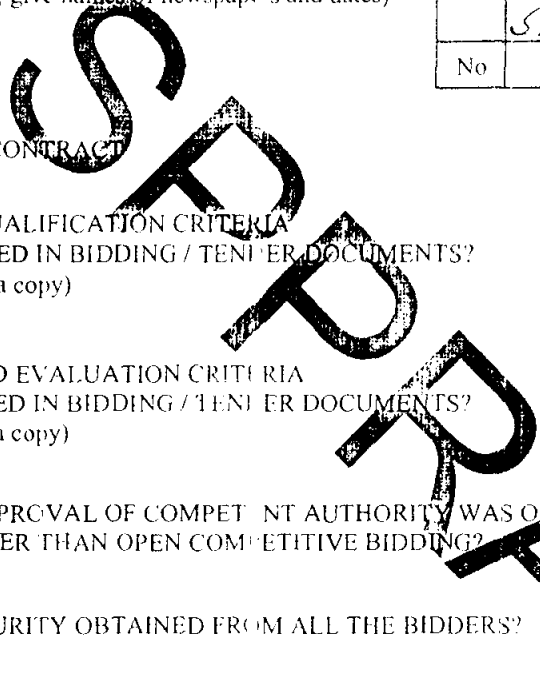 give names of newspapers and dates)
No
CONTRACT
UALIFICATION CRITERIA
ED IN BIDDING / TENDER DOCUMENTS?
a copy)
D EVALUATION CRITERIA
ED IN BIDDING / TENDER DOCUMENTS?
a copy)
PROVAL OF COMPETENT AUTHORITY WAS O
ER THAN OPEN COMPETITIVE BIDDING?
URITY OBTAINED FROM ALL THE BIDDERS?
SPPRA